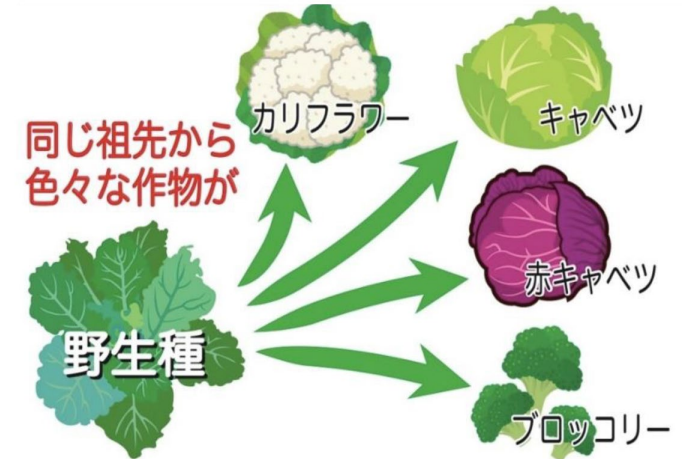 同じ祖先から
色々な作物が
カリフラワー
キャベツ
赤キャベツ
野生種
ブロッコリー